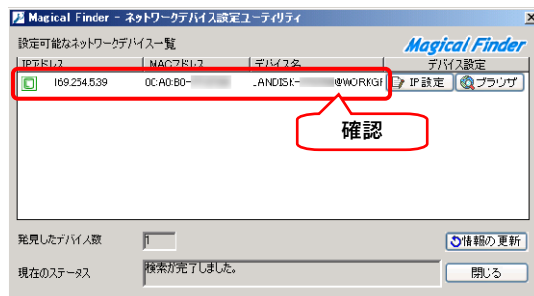 Magical Finder - ネットワークデバイス設定ユーティリティ
設定可能なネットワークデバイス一覧
Magical Finder
IPアドレス MACアドレス デバイス名 デバイス設定
169.254.5.39 00:A0:B0- LANDISK- @WORKGF IP設定 ブラウザ
確認
発見したデバイス数 1 情報の更新
現在のステータス 検索が完了しました。 閉じる